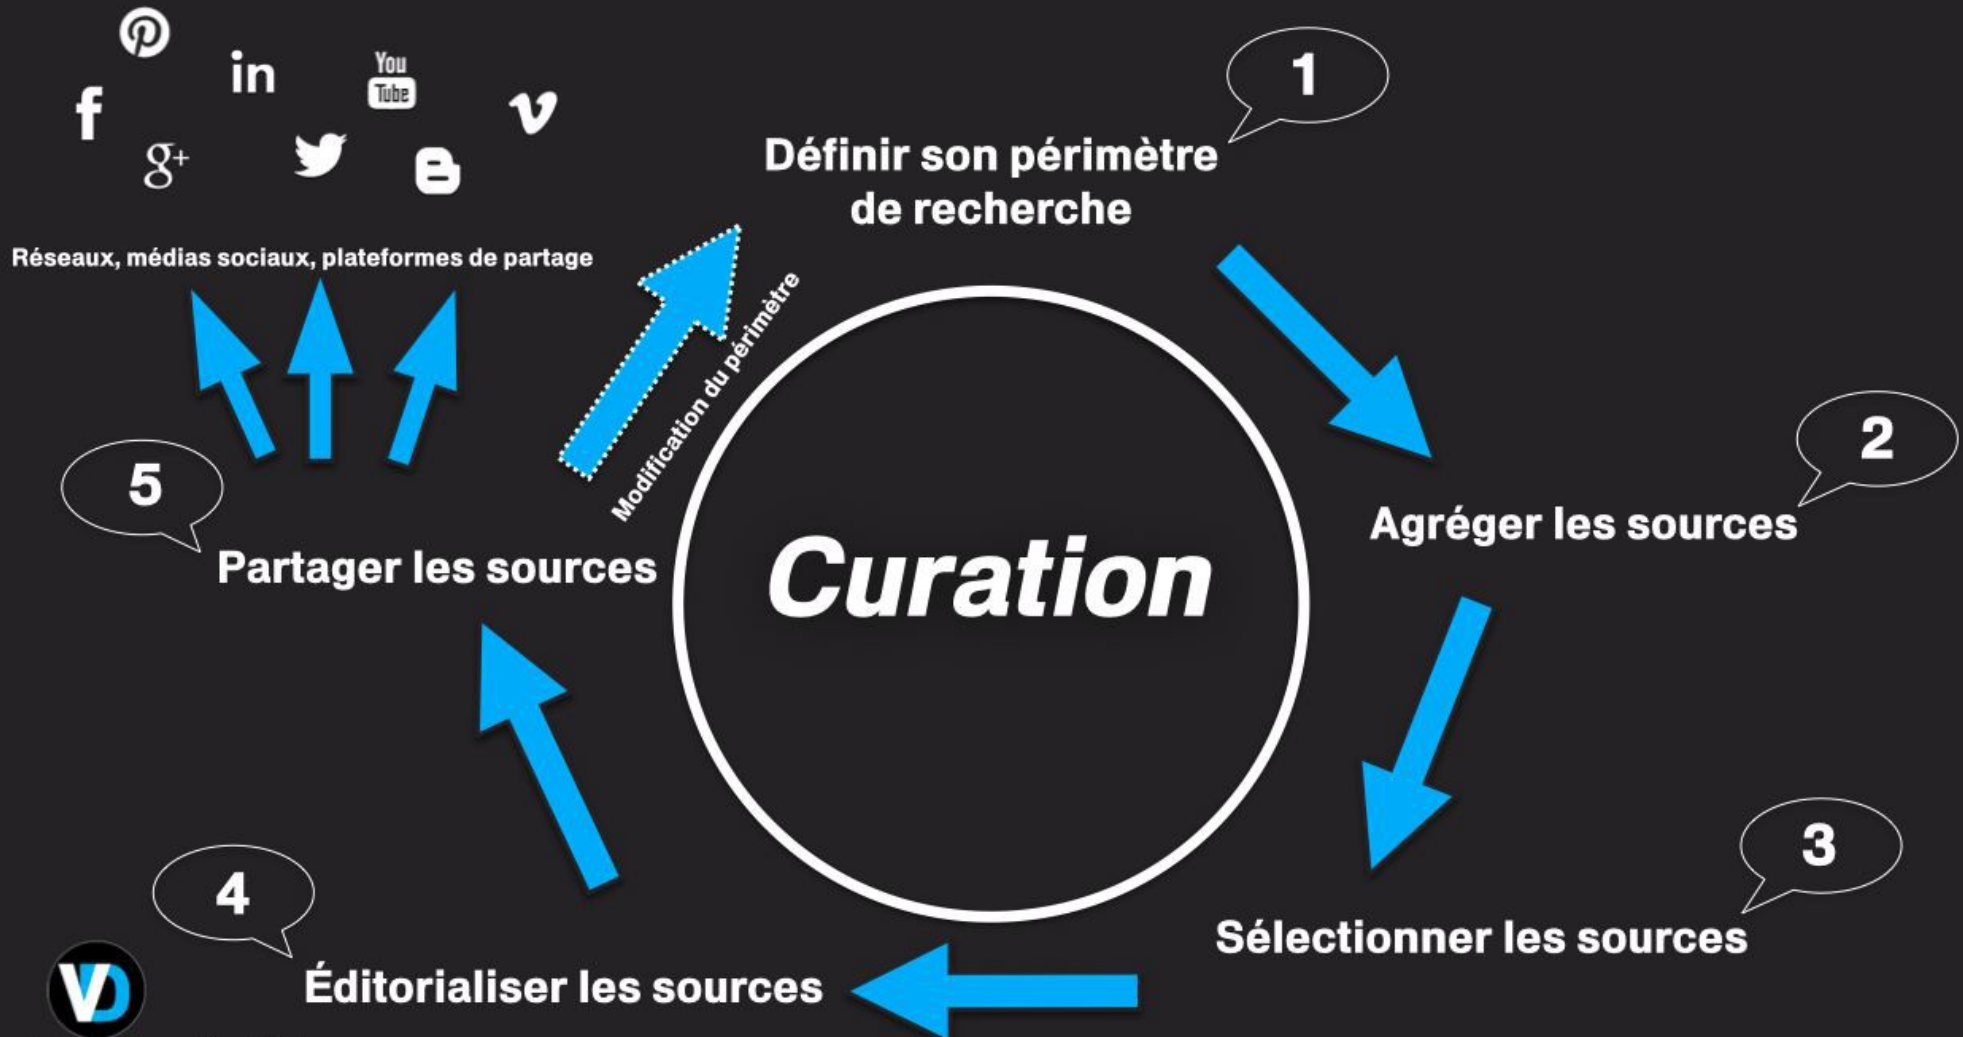 in
You
Tube
f
g+
Réseaux, médias sociaux, plateformes de partage
1
Définir son périmètre
de recherche
Modification du périmètre
2
Agréger les sources
3
Sélectionner les sources
4
Éditorialiser les sources
5
Partager les sources
Curation
VD